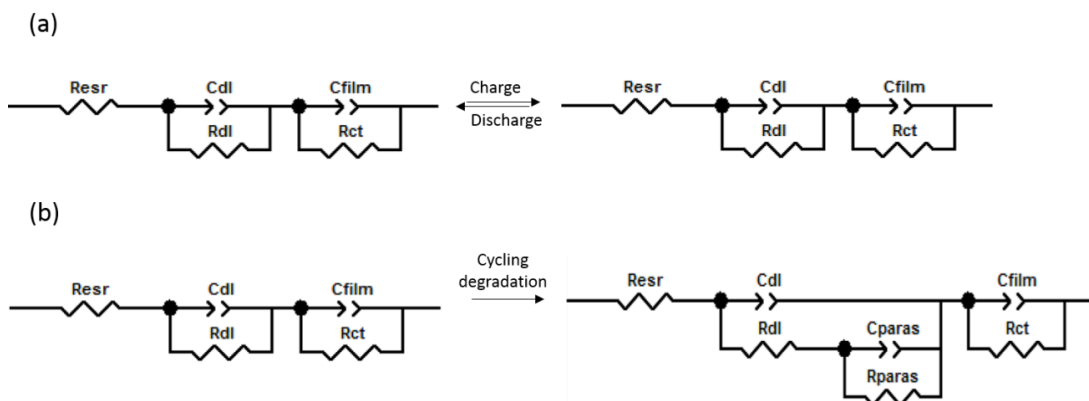 (a)
Resr Cdl Cfilm
Rdl Rct
Charge
Discharge
Resr Cdl Cfilm
Rdl Rct
(b)
Resr Cdl Cfilm
Rdl Rct
Cycling
degradation
Resr Cdl Cfilm
Rdl Cparas Rct
Rparas